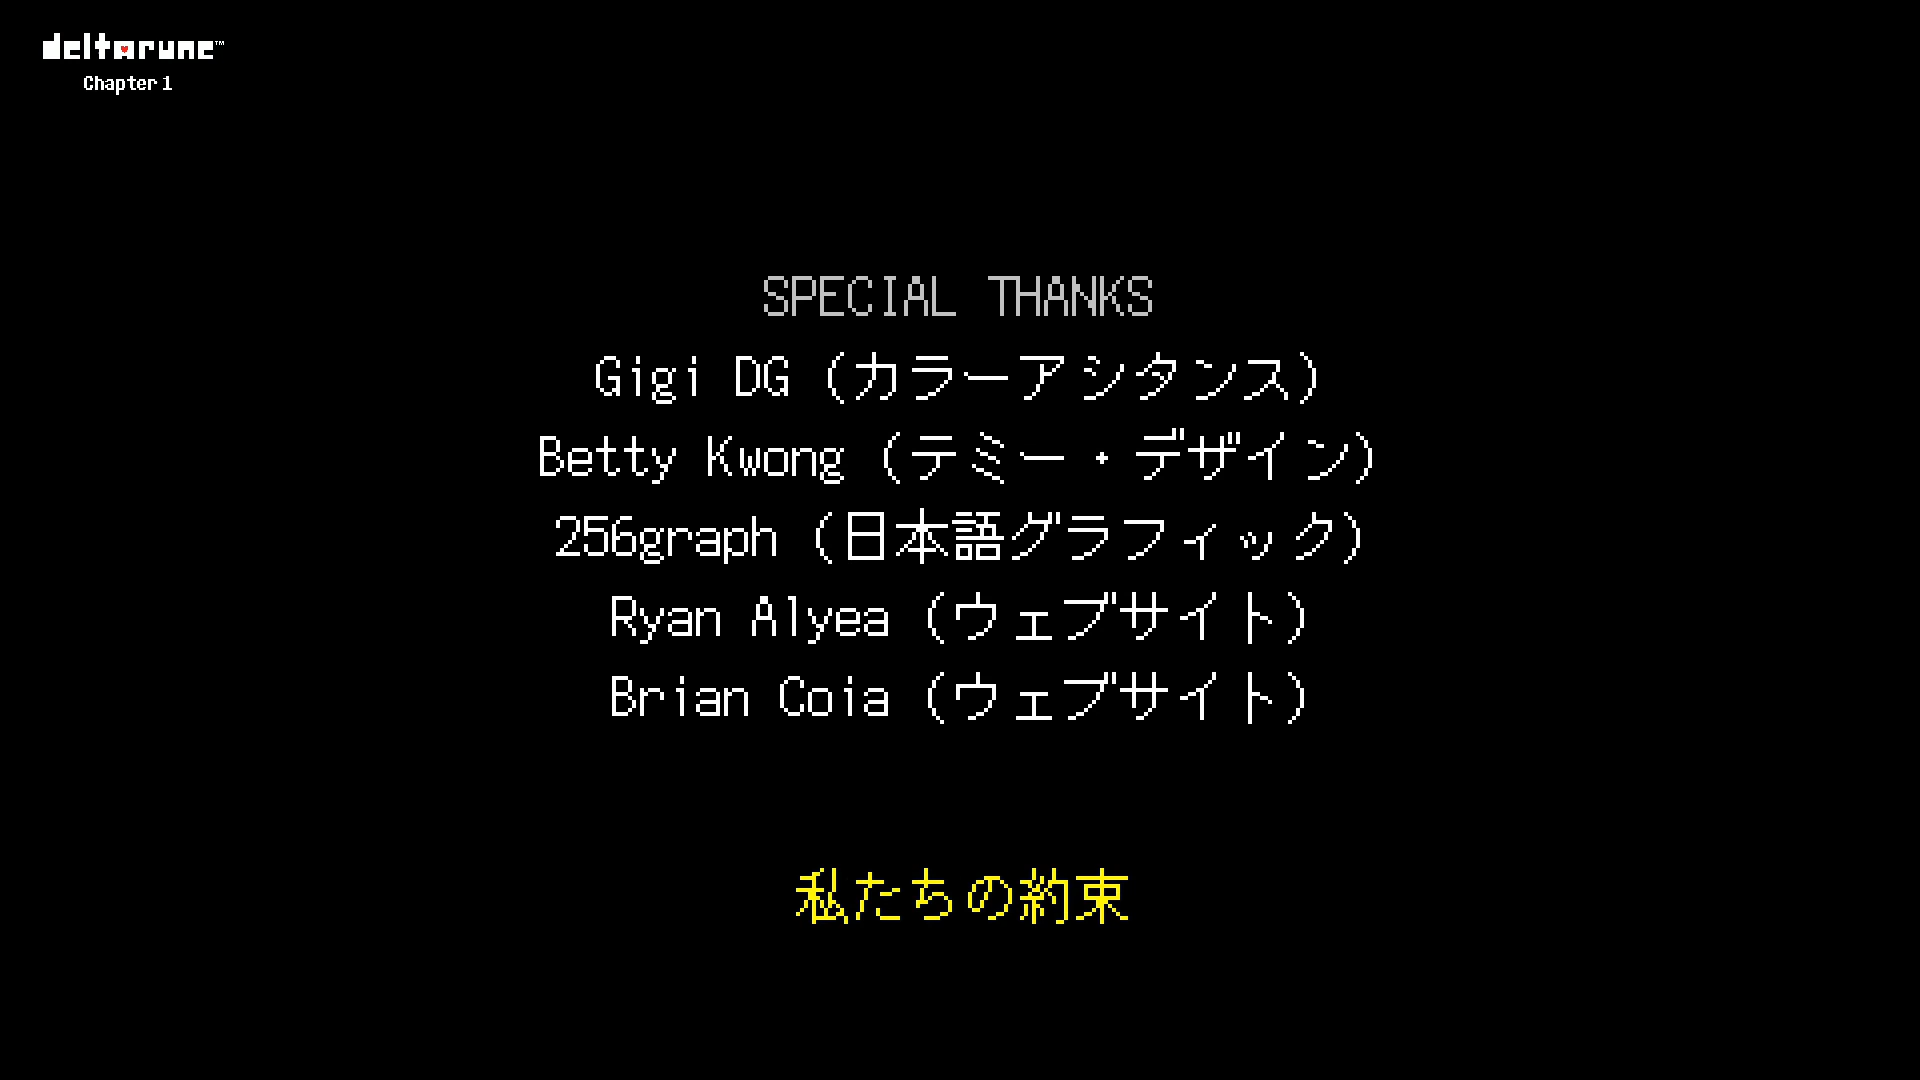 deltarune™
Chapter 1
SPECIAL THANKS
Gigi DG (カラーアシタンス)
Betty Kwong (テミー・デザイン)
256graph (日本語グラフィック)
Ryan Alyea (ウェブサイト)
Brian Coia (ウェブサイト)
私たちの約束